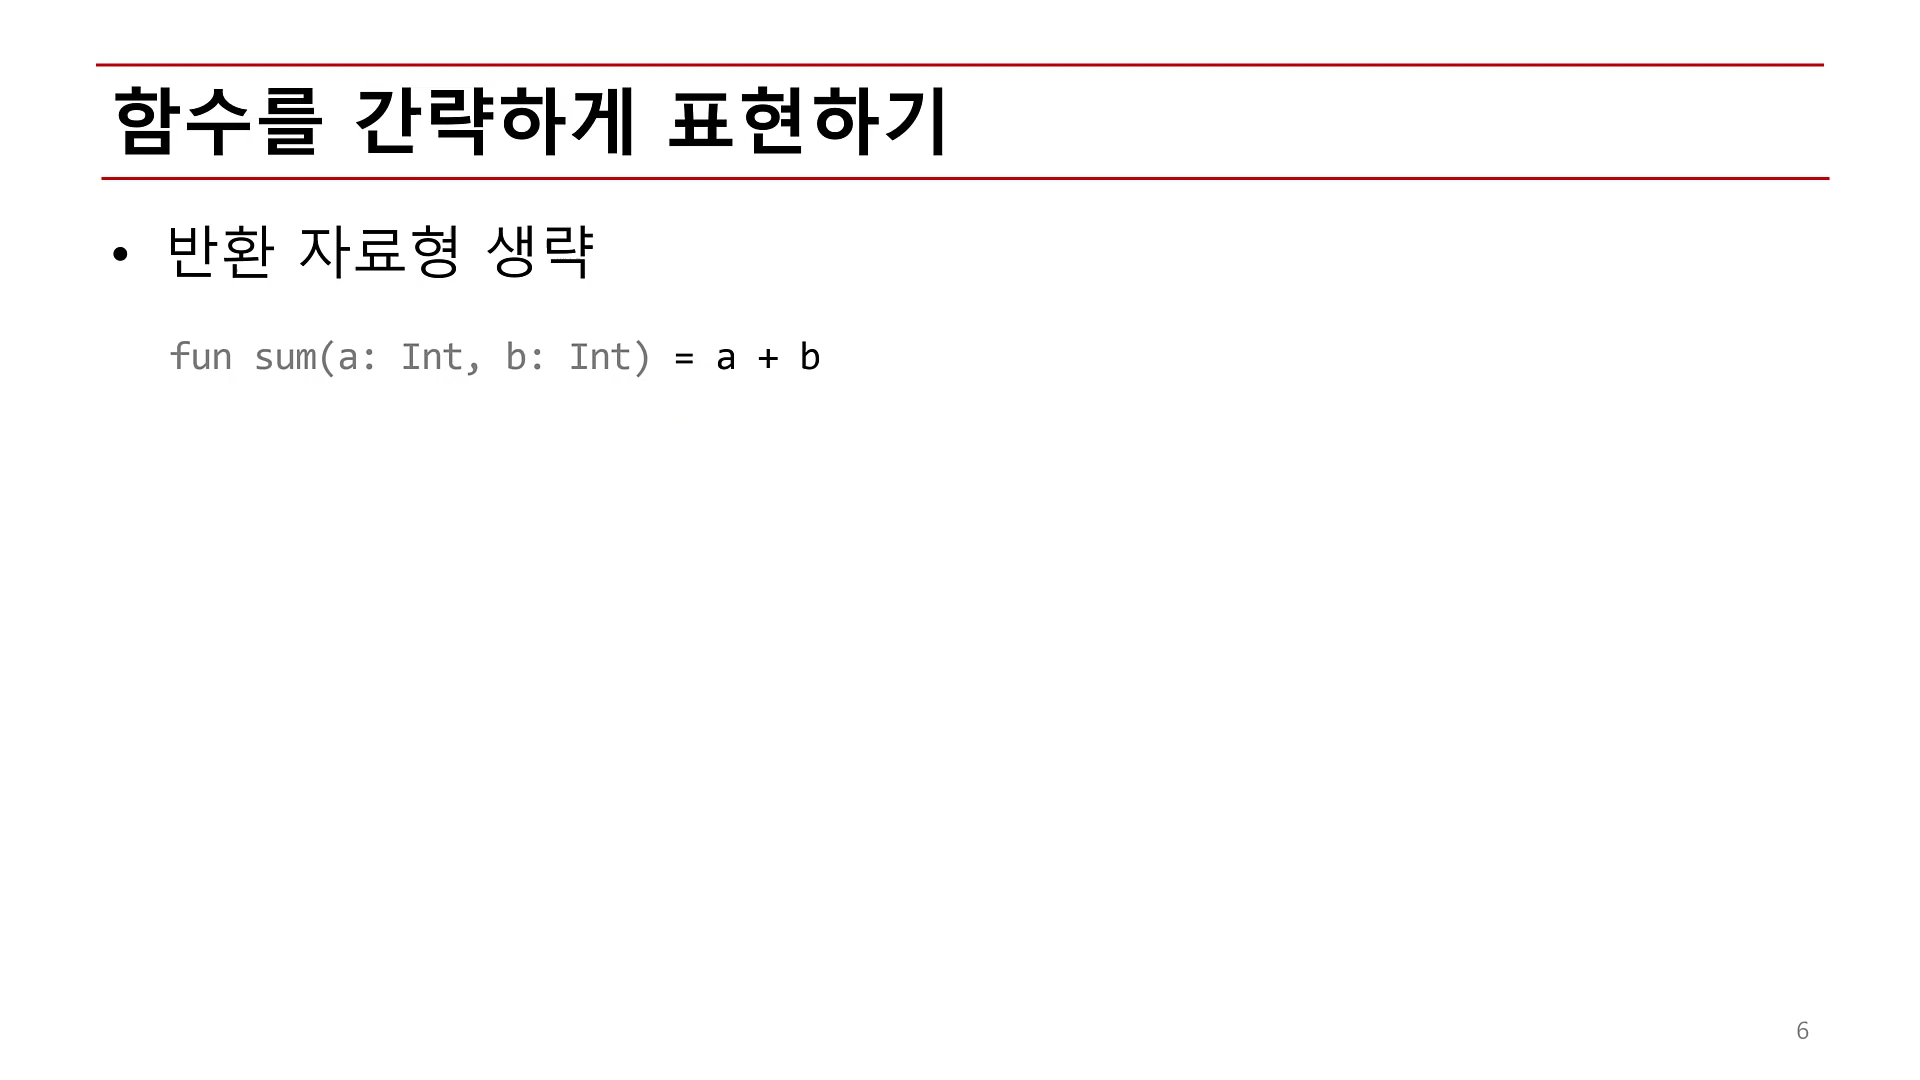 함수를 간략하게 표현하기
• 반환 자료형 생략
fun sum(a: Int, b: Int) = a + b
6